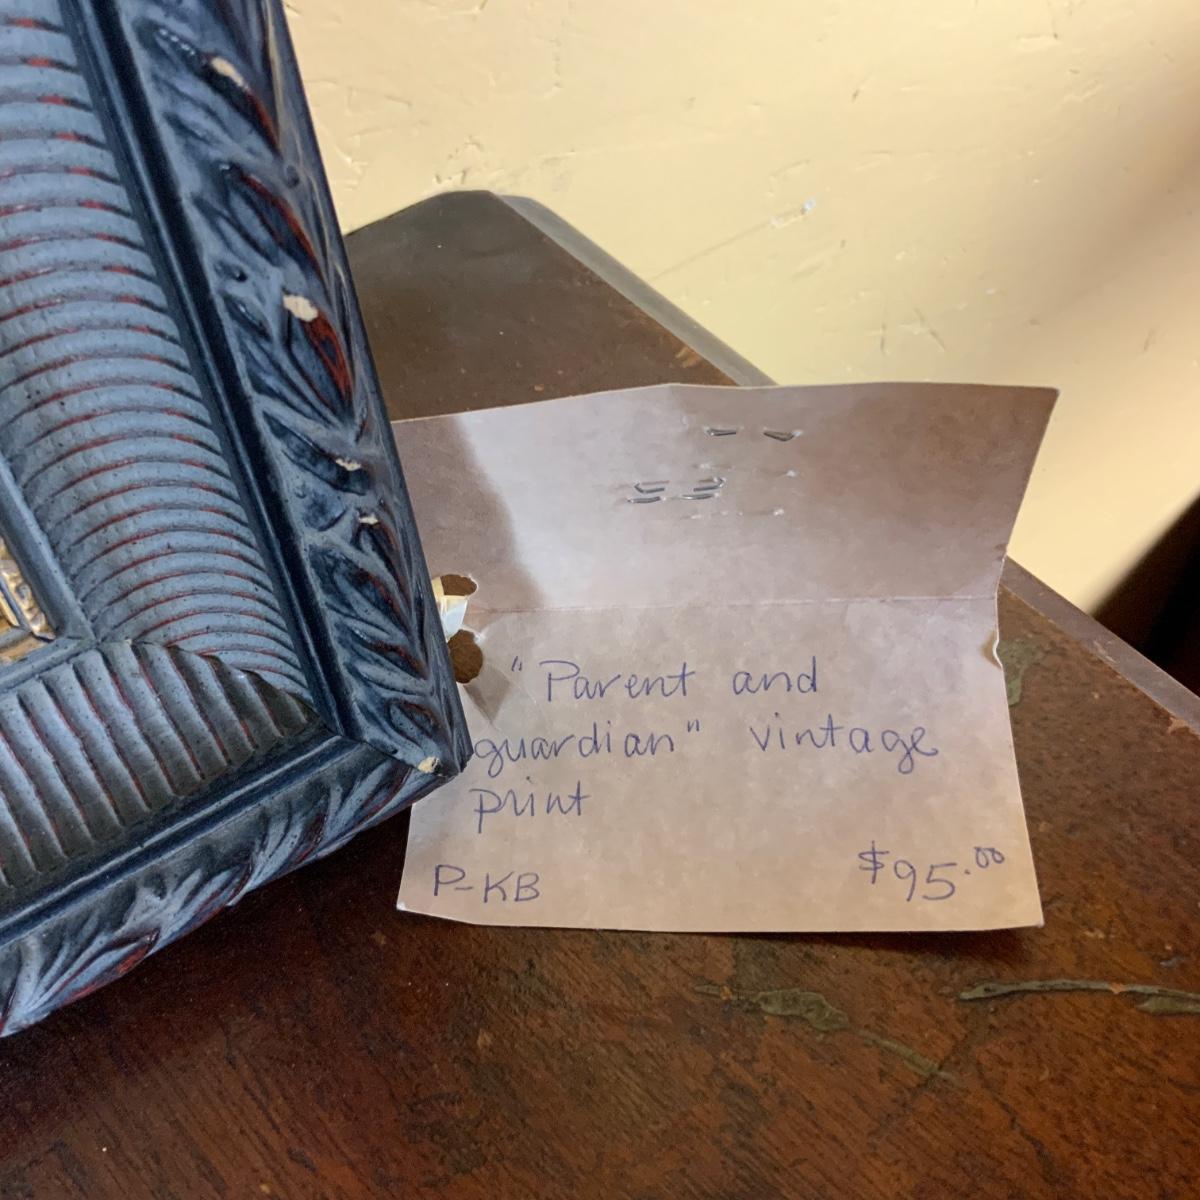 "Parent and
guardian" vintage
print
P-KB $95.00